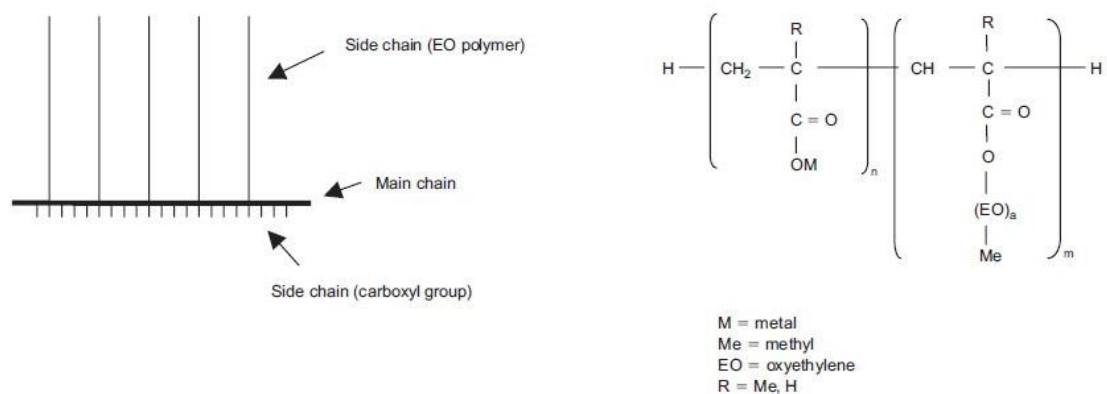 Side chain (EO polymer)
Main chain
Side chain (carboxyl group)
R
R
H — CH₂ — C — CH — C — H
C = O
C = O
OM
O
n
(EO)ₐ
Me
m
M = metal
Me = methyl
EO = oxyethylene
R = Me, H